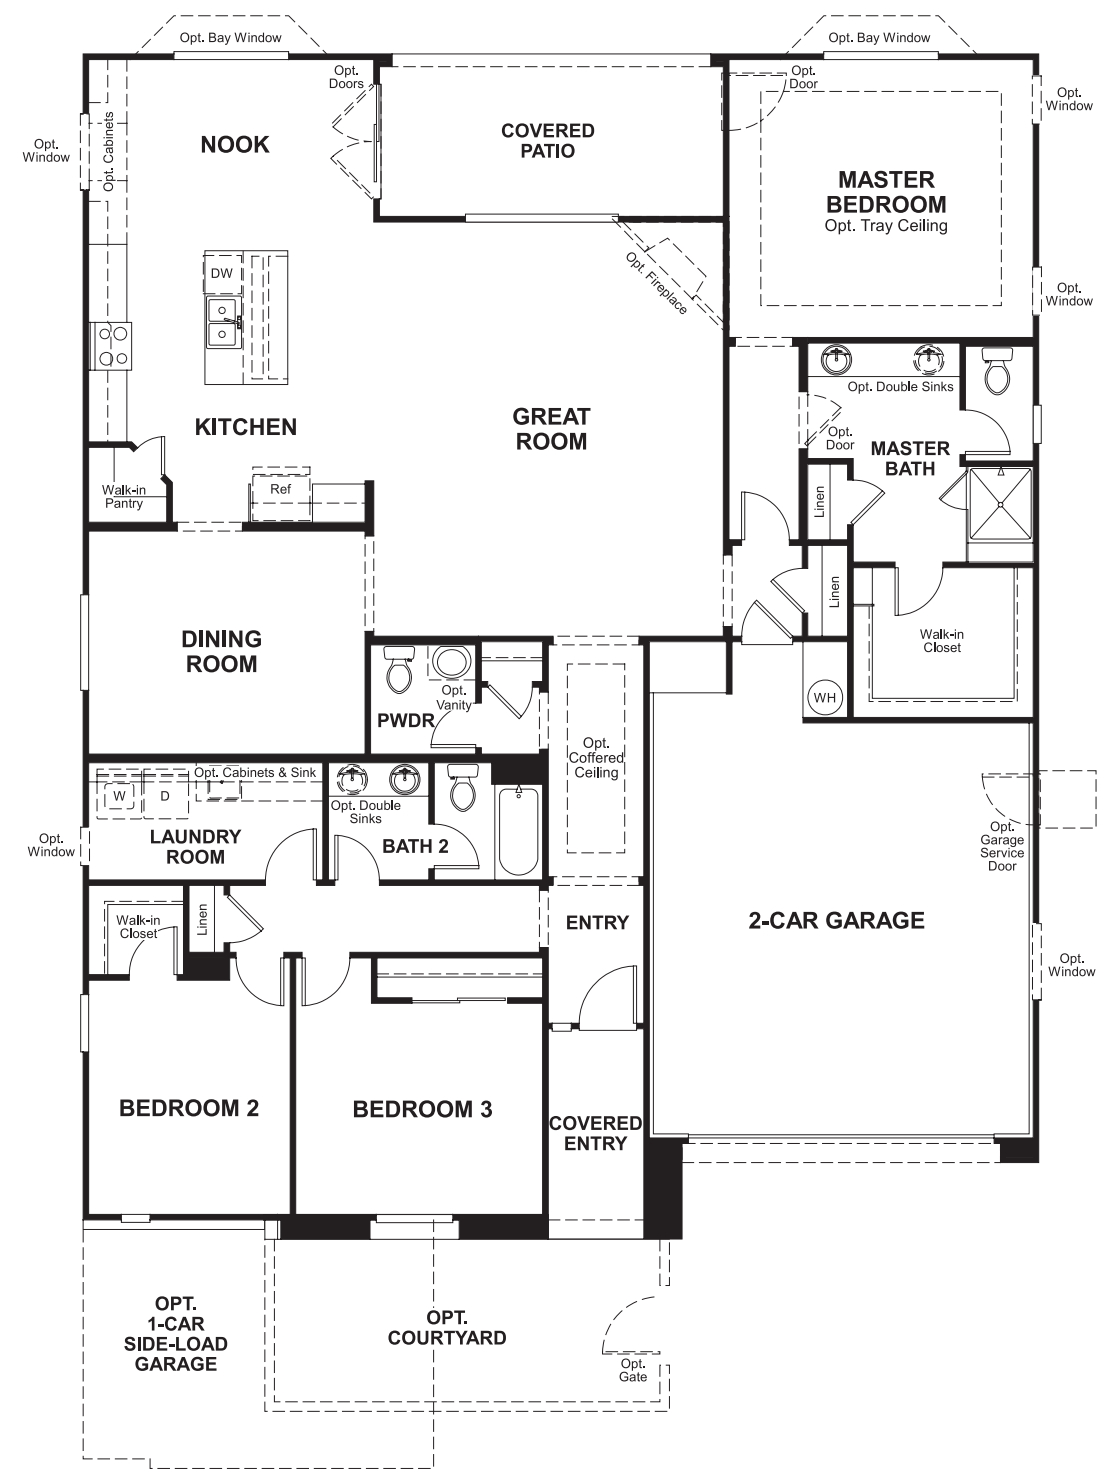 Opt. Bay Window
Opt. Bay Window
Opt.
Doors
Opt.
Door
Opt.
Window
Opt.
Window
Opt. Cabinets
NOOK
COVERED
PATIO
MASTER
BEDROOM
Opt. Tray Ceiling
DW
Opt. Fireplace
Opt.
Window
Opt. Double Sinks
KITCHEN
GREAT
ROOM
Opt.
Door
MASTER
BATH
Walk-in
Pantry
Ref
Linen
Linen
DINING
ROOM
Walk-in
Closet
PWDR
Opt.
Vanity
WH
Opt.
Coffered
Ceiling
Opt. Cabinets & Sink
W
D
Opt. Double
Sinks
Opt.
Window
LAUNDRY
ROOM
BATH 2
Opt.
Garage
Service
Door
Walk-in
Closet
Linen
ENTRY
2-CAR GARAGE
Opt.
Window
BEDROOM 2
BEDROOM 3
COVERED
ENTRY
OPT.
1-CAR
SIDE-LOAD
GARAGE
OPT.
COURTYARD
Opt.
Gate